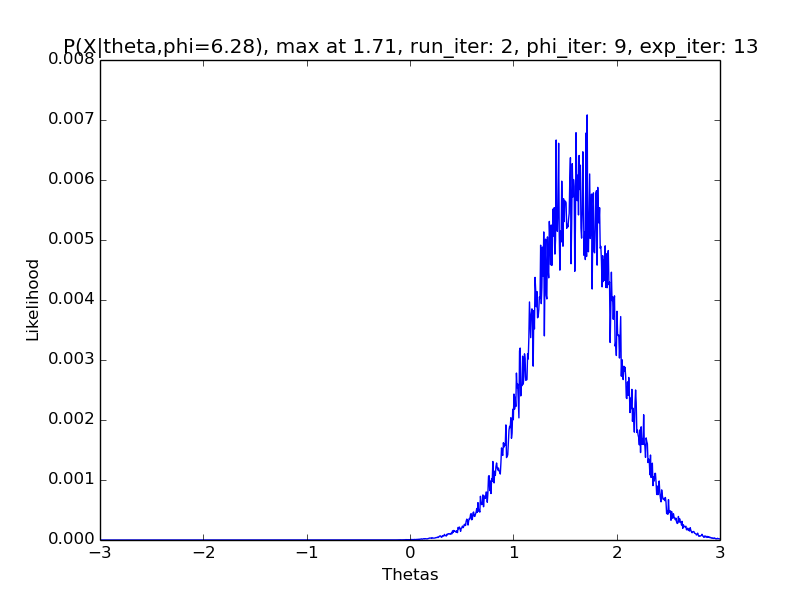 P(X|theta,phi=6.28), max at 1.71, run_iter: 2, phi_iter: 9, exp_iter: 13
0.008
0.007
0.006
0.005
0.004
0.003
0.002
0.001
0.000
Likelihood
−3 −2 −1 0 1 2 3
Thetas